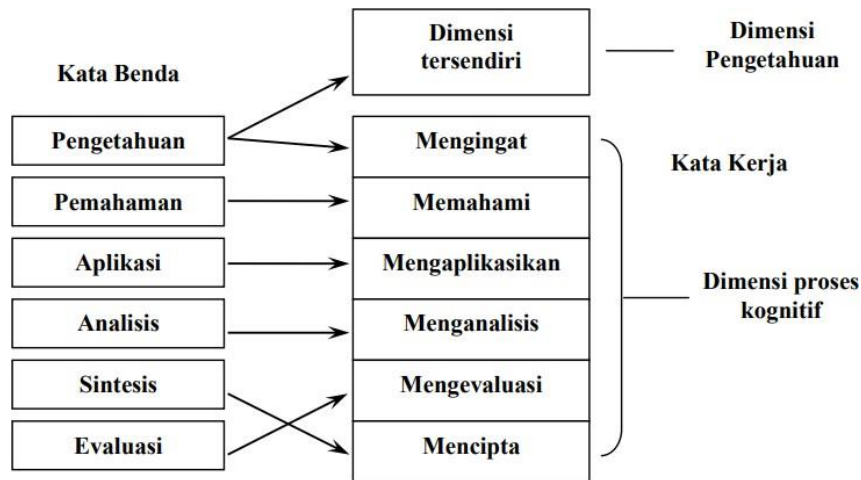 Dimensi
tersendiri
Dimensi
Pengetahuan
Kata Benda
Pengetahuan
Mengingat
Kata Kerja
Pemahaman
Memahami
Aplikasi
Mengaplikasikan
Dimensi proses
kognitif
Analisis
Menganalisis
Sintesis
Mengevaluasi
Evaluasi
Mencipta